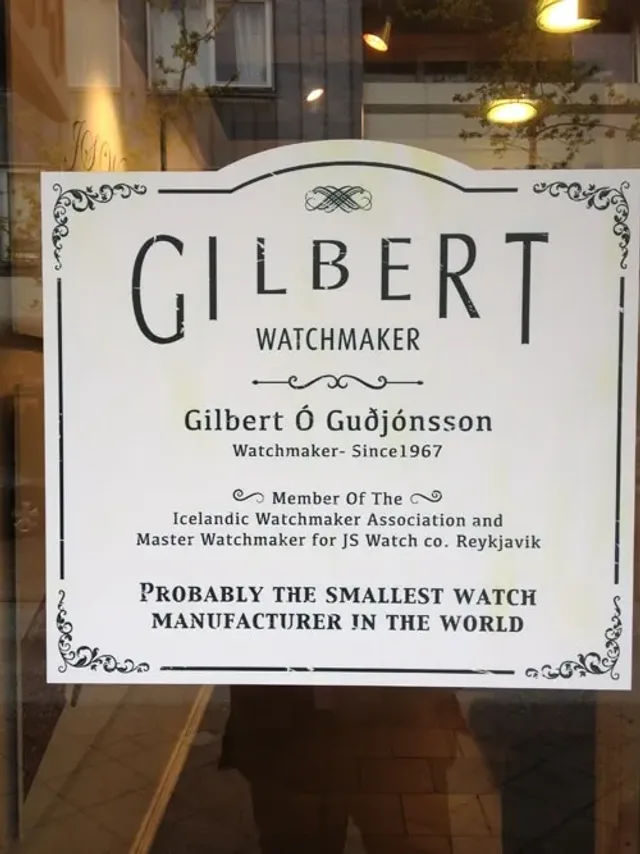 GILBERT
WATCHMAKER
Gilbert Ó Guðjónsson
Watchmaker- Since1967
Member Of The
Icelandic Watchmaker Association and
Master Watchmaker for JS Watch co. Reykjavik
PROBABLY THE SMALLEST WATCH
MANUFACTURER IN THE WORLD